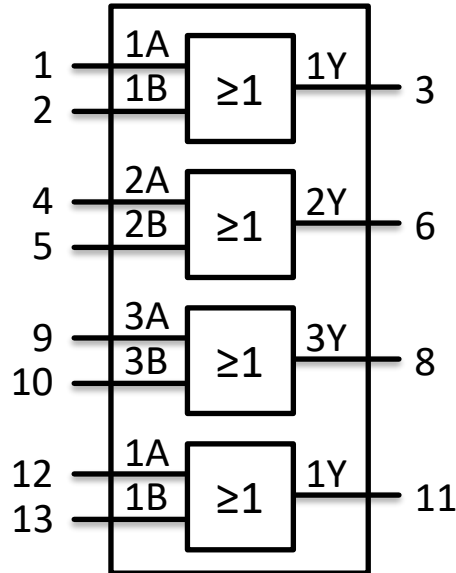 1 1A ≥1 1Y 3
2 1B
4 2A ≥1 2Y 6
5 2B
9 3A ≥1 3Y 8
10 3B
12 1A ≥1 1Y 11
13 1B